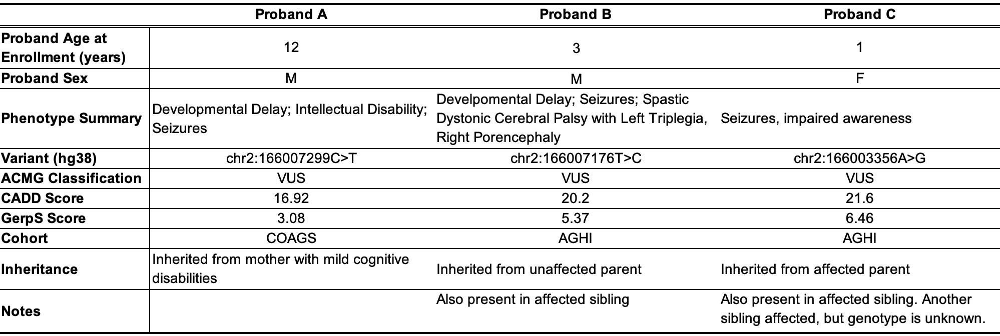 Proband A Proband B Proband C
Proband Age at
Enrollment (years) 12 3 1
Proband Sex M M F
Phenotype Summary
Developmental Delay; Intellectual Disability;
Seizures
Develpomental Delay; Seizures; Spastic
Dystonic Cerebral Palsy with Left Triplegia,
Right Porencephaly
Seizures, impaired awareness
Variant (hg38) chr2:166007299C>T chr2:166007176T>C chr2:166003356A>G
ACMG Classification VUS VUS VUS
CADD Score 16.92 20.2 21.6
GerpS Score 3.08 5.37 6.46
Cohort COAGS AGHI AGHI
Inheritance
Inherited from mother with mild cognitive
disabilities
Inherited from unaffected parent
Inherited from affected parent
Notes
Also present in affected sibling
Also present in affected sibling. Another
sibling affected, but genotype is unknown.